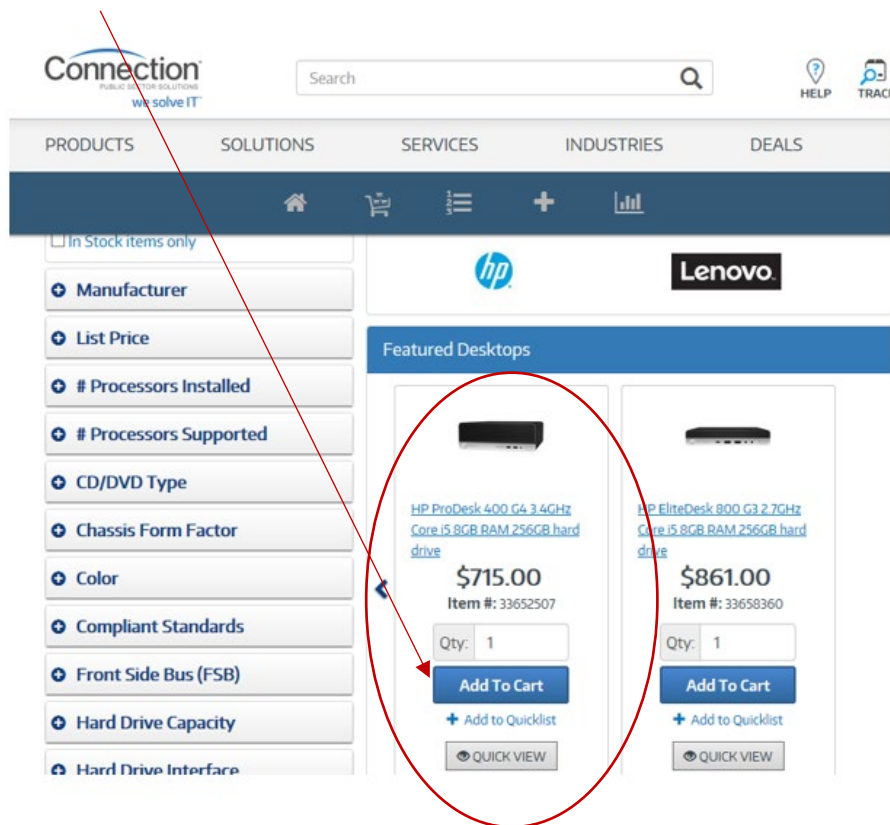 Connection
PUBLIC SECTOR SOLUTIONS
we solve IT™
Search
HELP
TRAC
PRODUCTS SOLUTIONS SERVICES INDUSTRIES DEALS
In Stock items only
hp
Lenovo.
Manufacturer
List Price
# Processors Installed
# Processors Supported
CD/DVD Type
Chassis Form Factor
Color
Compliant Standards
Front Side Bus (FSB)
Hard Drive Capacity
Hard Drive Interface
Featured Desktops
HP ProDesk 400 G4 3.4GHz
Core i5 8GB RAM 256GB hard
drive
$715.00
Item #: 33652507
Qty: 1
Add To Cart
Add to Quicklist
QUICK VIEW
HP EliteDesk 800 G3 2.7GHz
Core i5 8GB RAM 256GB hard
drive
$861.00
Item #: 33658360
Qty: 1
Add To Cart
Add to Quicklist
QUICK VIEW